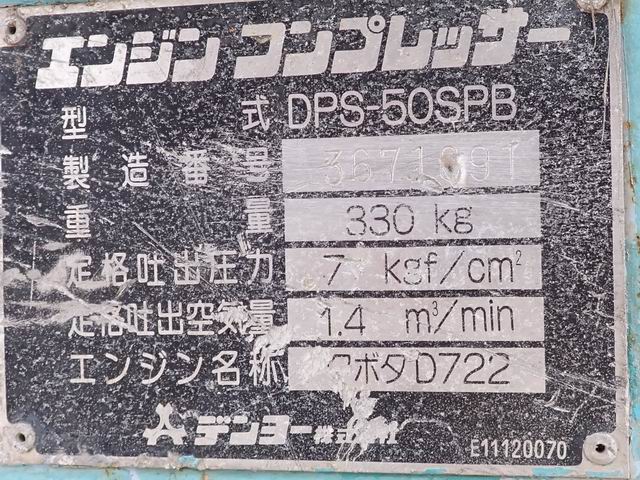 エンジン コンプレッサー
型 式 DPS-50SPB
製造番号
重 量 330 kg
定格吐出圧力 7 kgf/cm²
定格吐出空気量 1.4 m³/min
エンジン名称 クボタD722
デンヨー株式会社
E11120070